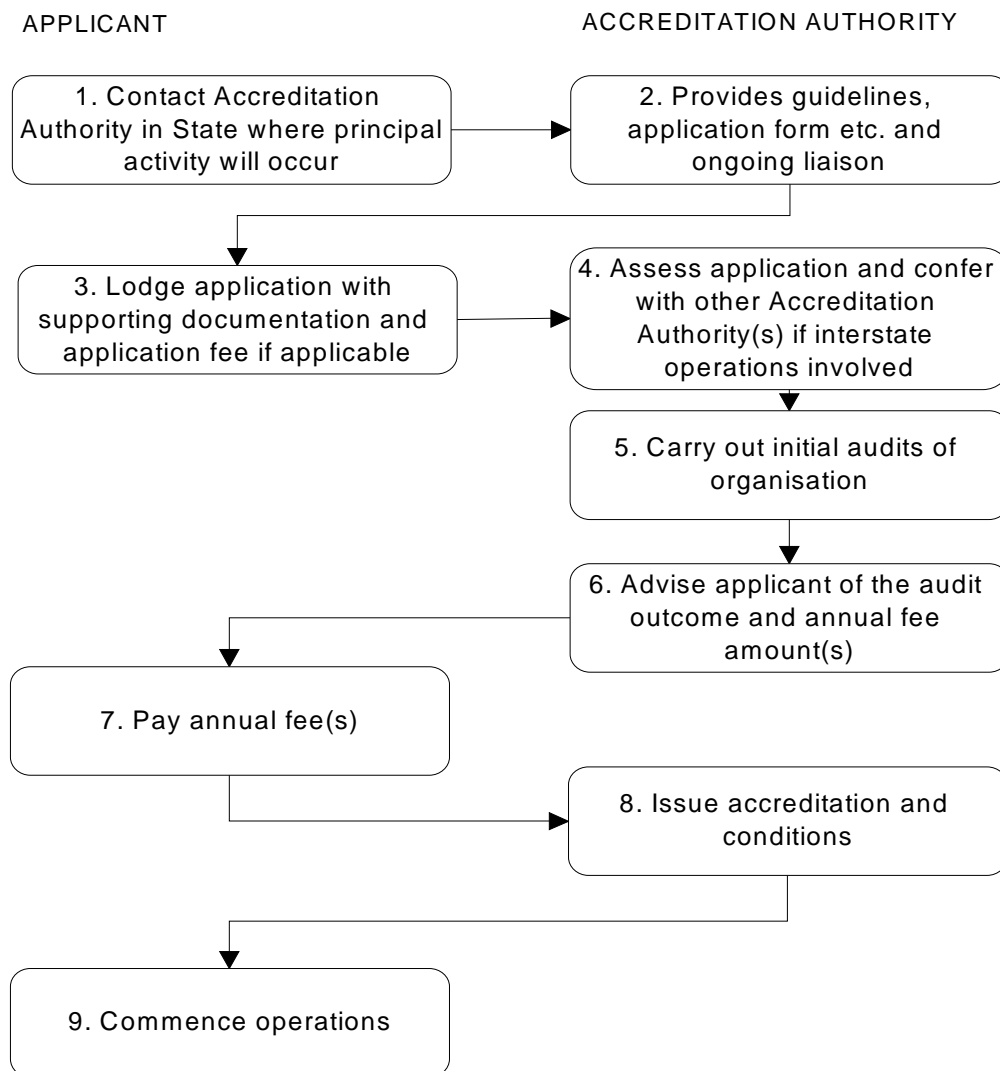 APPLICANT
ACCREDITATION AUTHORITY
1. Contact Accreditation
Authority in State where principal
activity will occur
2. Provides guidelines,
application form etc. and
ongoing liaison
3. Lodge application with
supporting documentation and
application fee if applicable
4. Assess application and confer
with other Accreditation
Authority(s) if interstate
operations involved
5. Carry out initial audits of
organisation
6. Advise applicant of the audit
outcome and annual fee
amount(s)
7. Pay annual fee(s)
8. Issue accreditation and
conditions
9. Commence operations